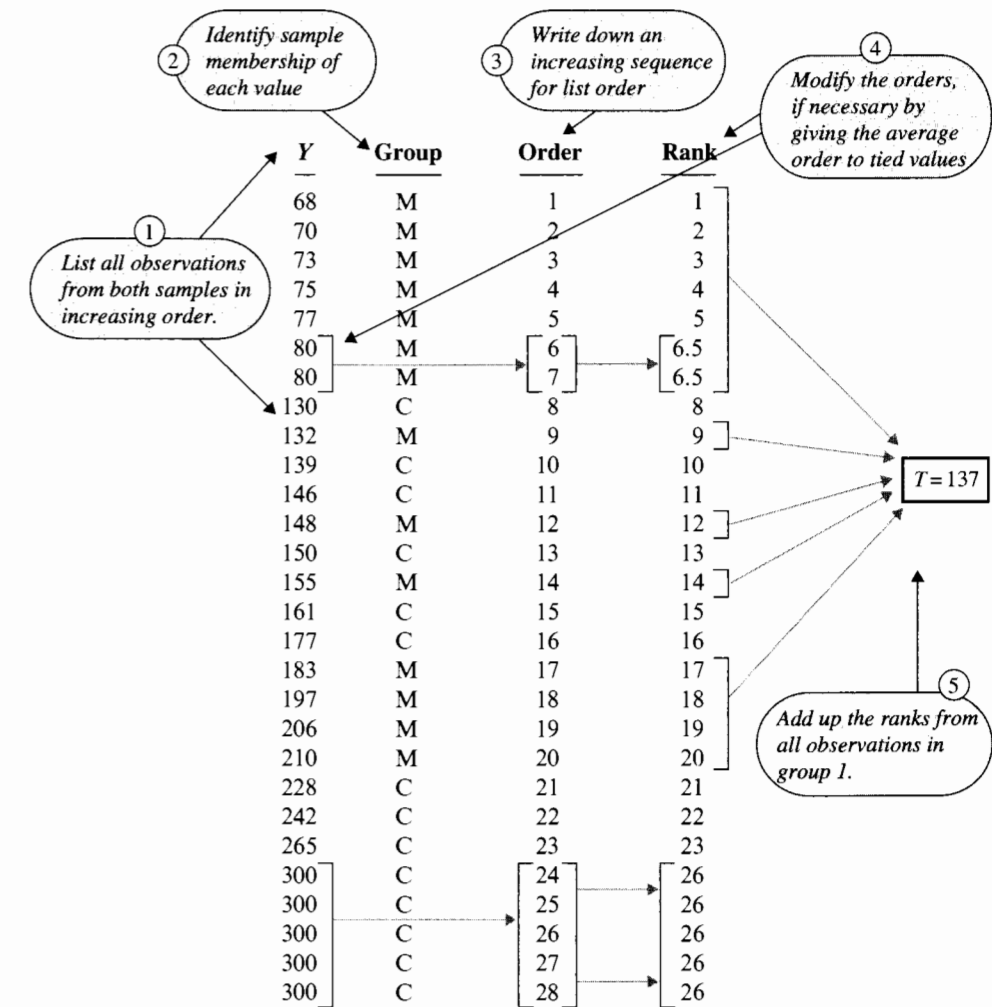 ② Identify sample
membership of
each value
③ Write down an
increasing sequence
for list order
④
Modify the orders,
if necessary by
giving the average
order to tied values
①
List all observations
from both samples in
increasing order.
Y Group Order Rank
68 M 1 1
70 M 2 2
73 M 3 3
75 M 4 4
77 M 5 5
80 M 6 6.5
80 M 7 6.5
130 C 8 8
132 M 9 9
139 C 10 10
146 C 11 11
148 M 12 12
150 C 13 13
155 M 14 14
161 C 15 15
177 C 16 16
183 M 17 17
197 M 18 18
206 M 19 19
210 M 20 20
228 C 21 21
242 C 22 22
265 C 23 23
300 C 24 26
300 C 25 26
300 C 26 26
300 C 27 26
300 C 28 26
T = 137
⑤
Add up the ranks from
all observations in
group 1.